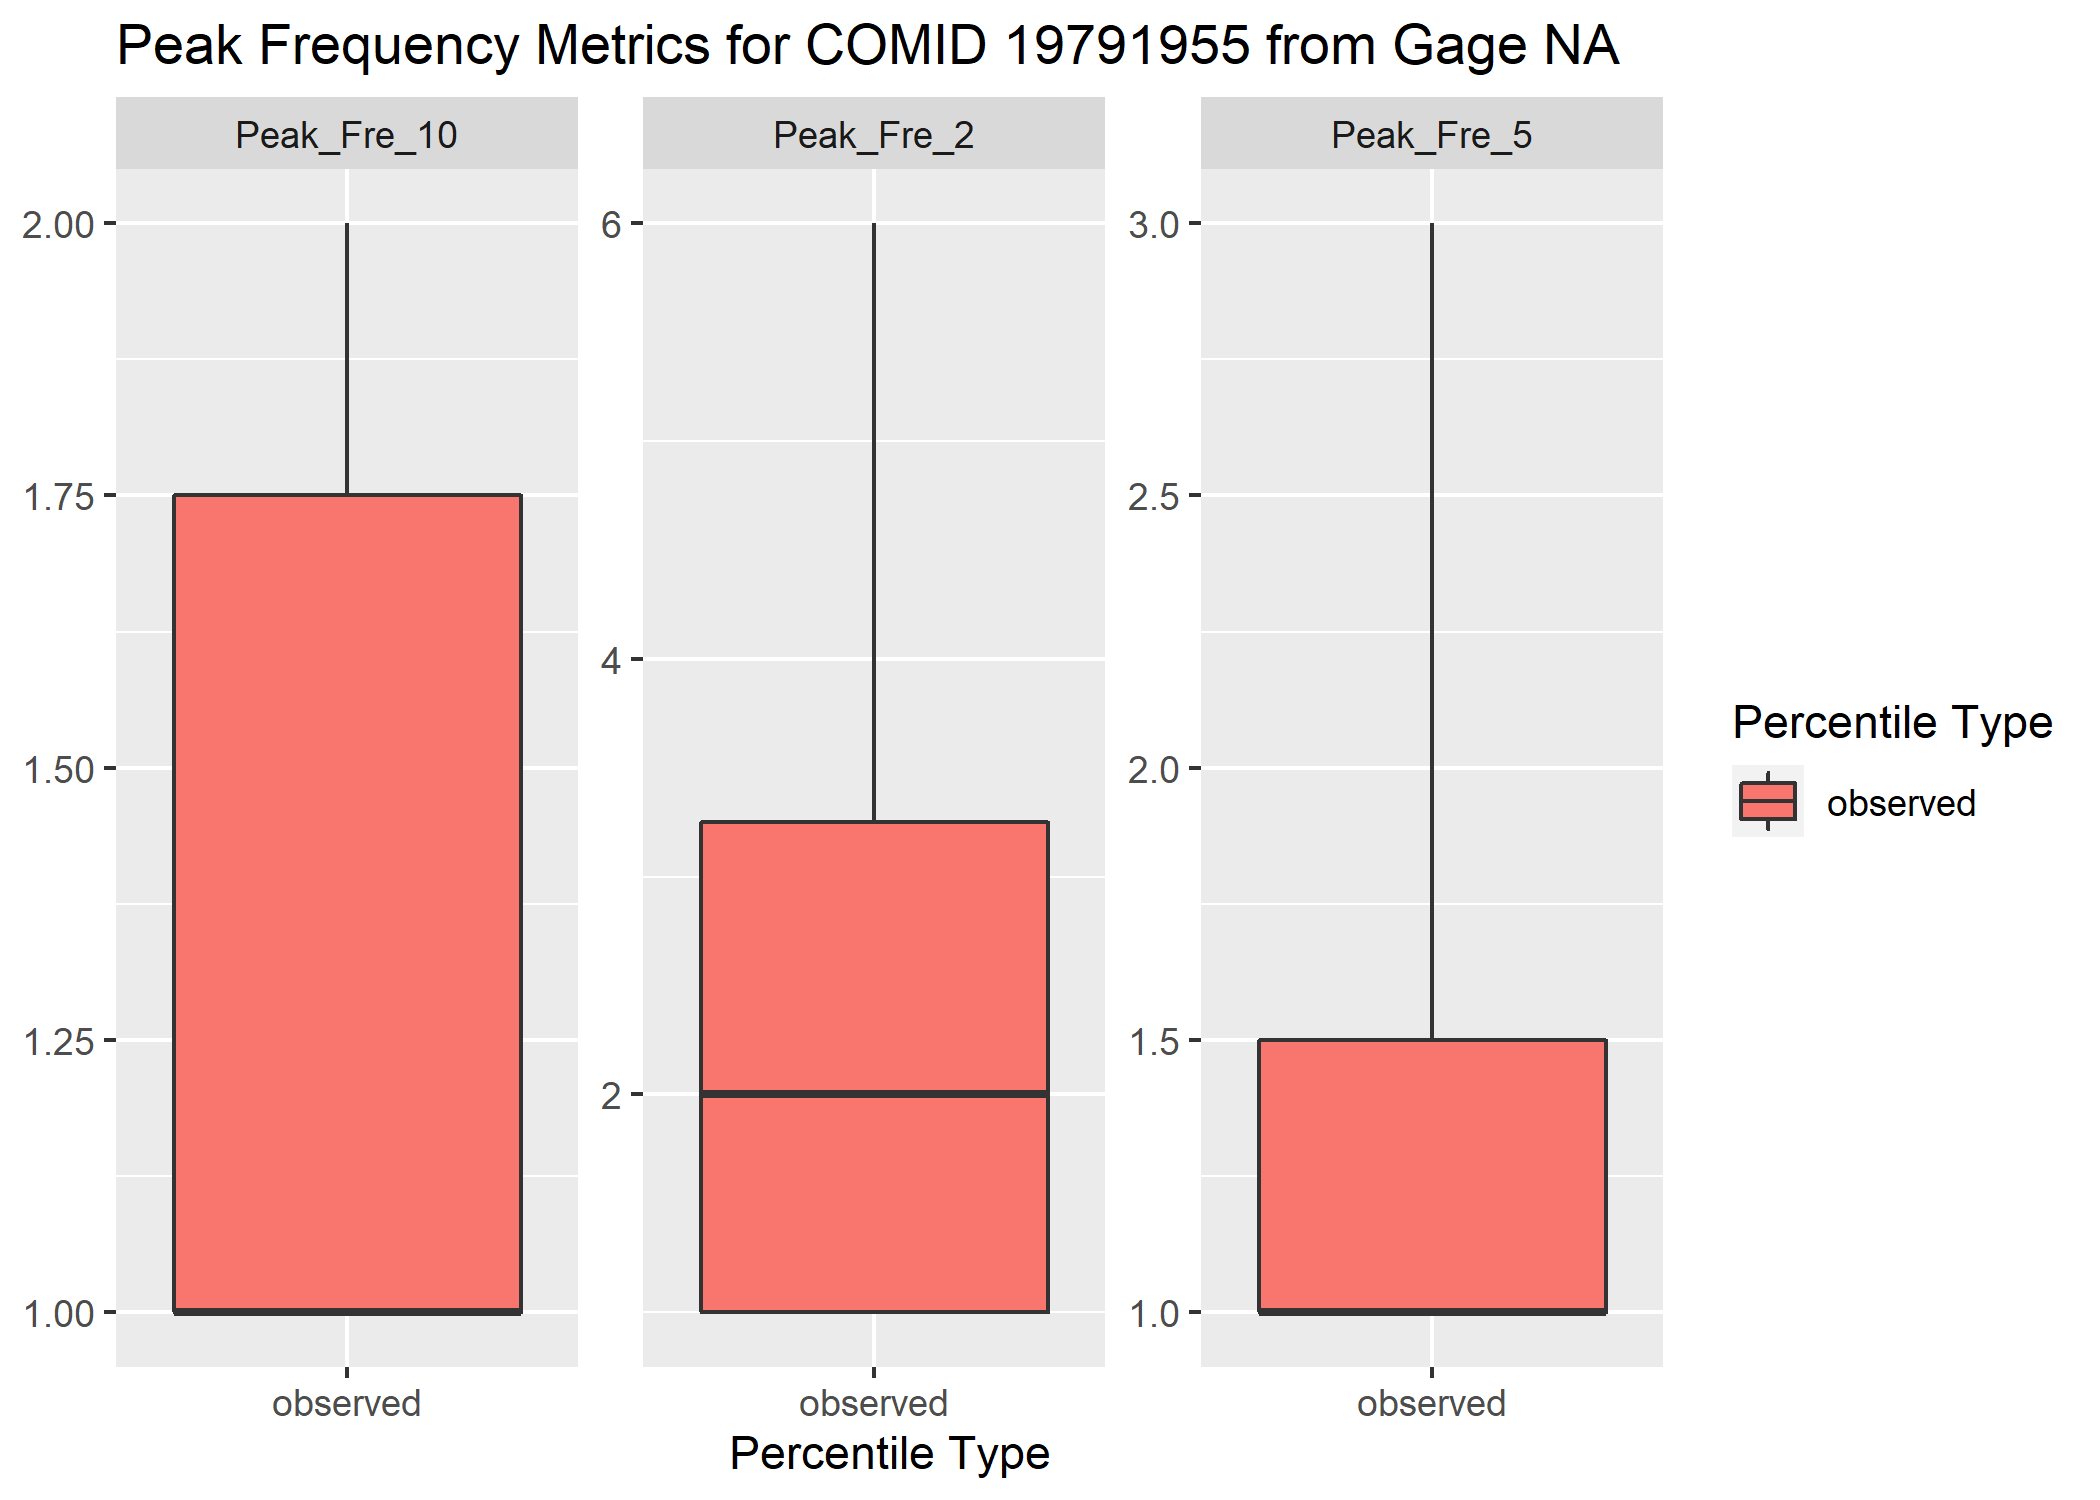 Peak Frequency Metrics for COMID 19791955 from Gage NA
Peak_Fre_10
Peak_Fre_2
Peak_Fre_5
2.00
1.75
1.50
1.25
1.00
6
4
2
3.0
2.5
2.0
1.5
1.0
observed
observed
observed
Percentile Type
Percentile Type
observed